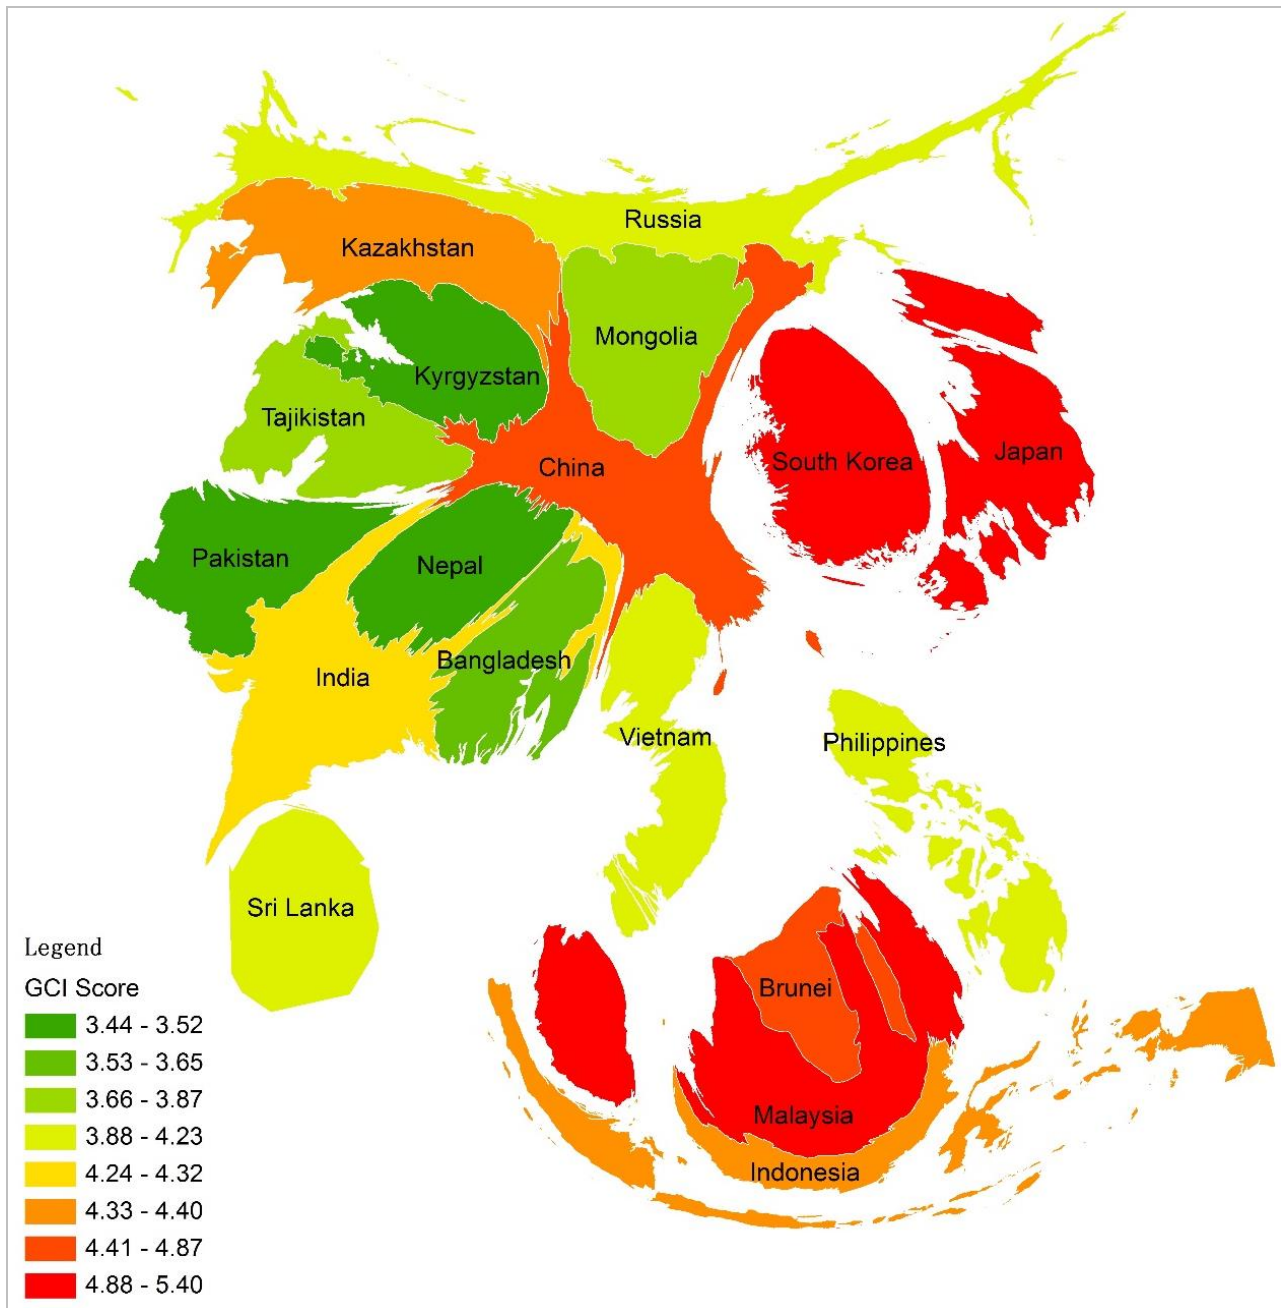 Russia
Kazakhstan
Mongolia
Kyrgyzstan
Tajikistan
China
South Korea
Japan
Pakistan
Nepal
Bangladesh
India
Vietnam
Philippines
Sri Lanka
Brunei
Malaysia
Indonesia
Legend
GCI Score
3.44 - 3.52
3.53 - 3.65
3.66 - 3.87
3.88 - 4.23
4.24 - 4.32
4.33 - 4.40
4.41 - 4.87
4.88 - 5.40